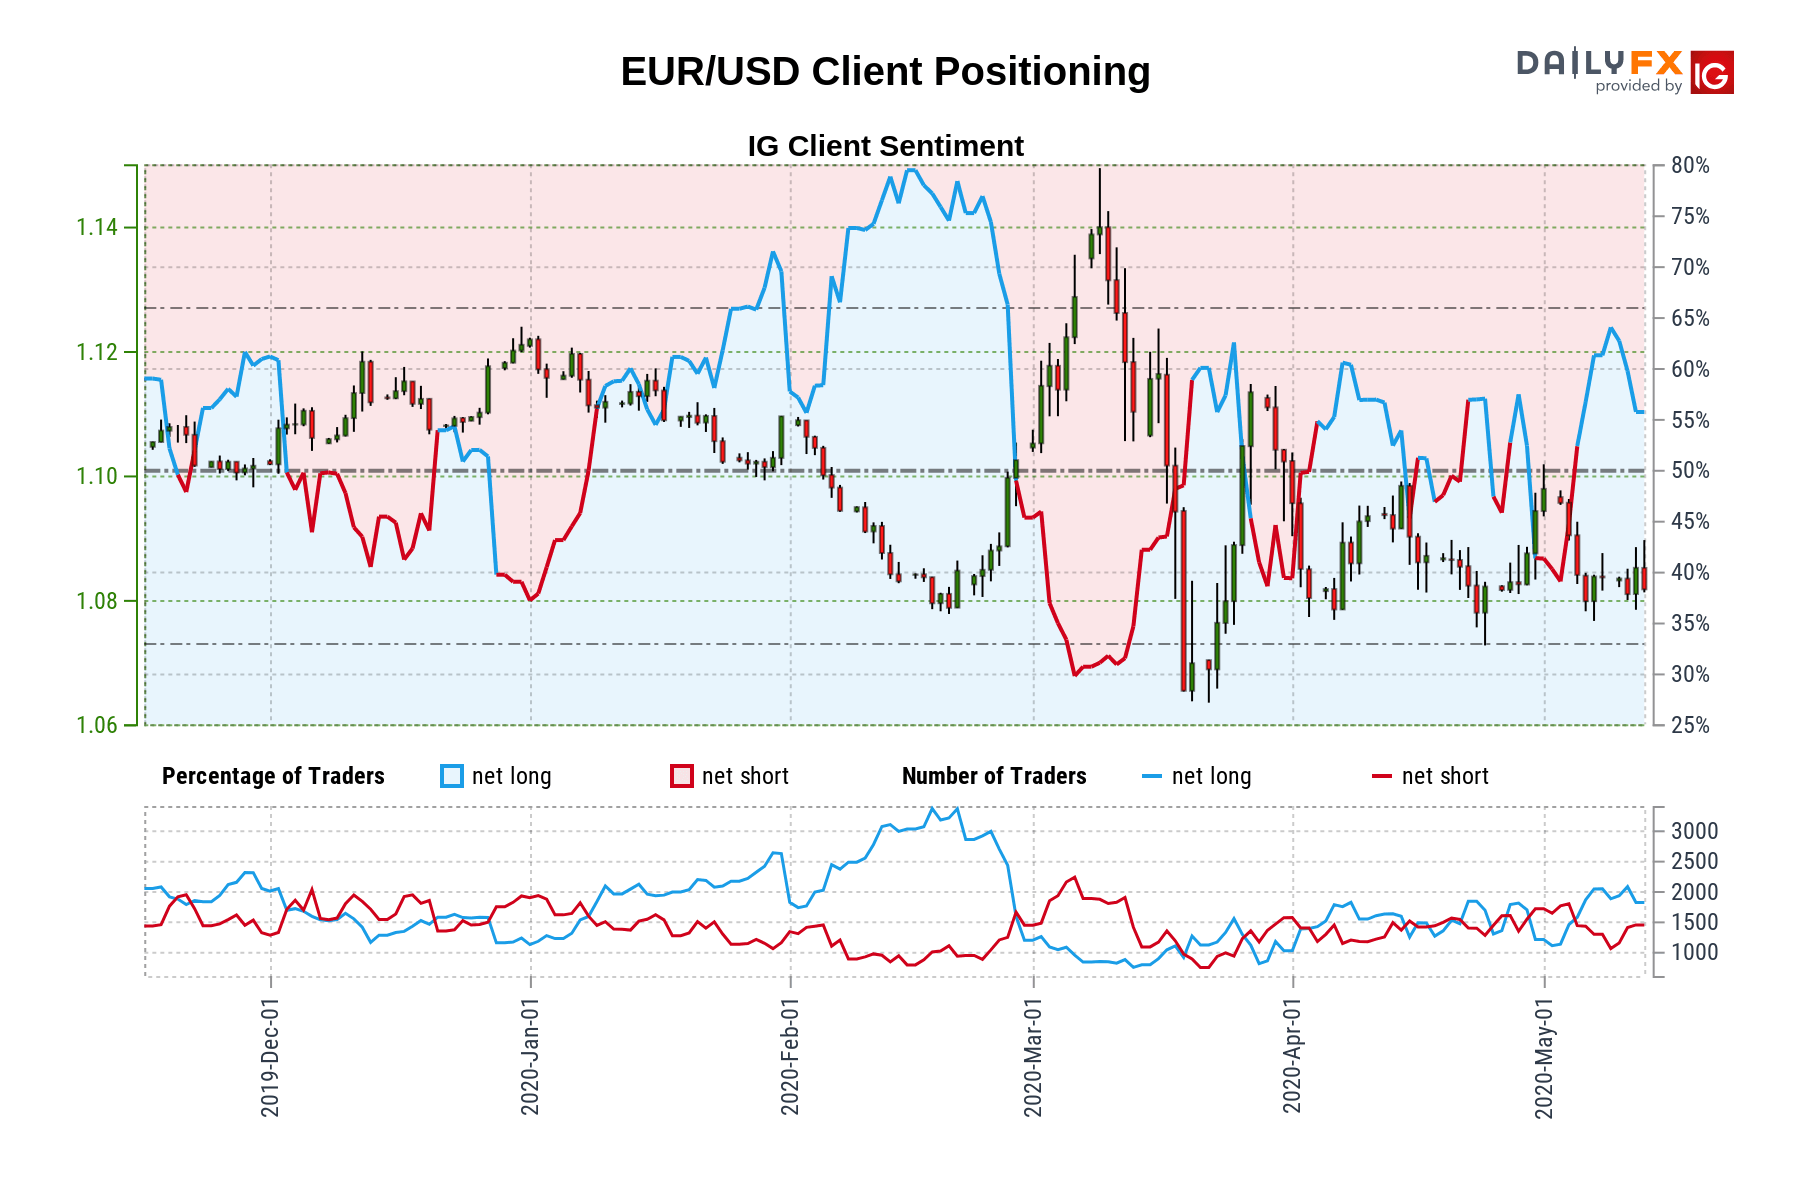 EUR/USD Client Positioning
DAILYFX
provided by IG
IG Client Sentiment
1.14
1.12
1.10
1.08
1.06
80%
75%
70%
65%
60%
55%
50%
45%
40%
35%
30%
25%
Percentage of Traders net long net short Number of Traders net long net short
3000
2500
2000
1500
1000
2019-Dec-01
2020-Jan-01
2020-Feb-01
2020-Mar-01
2020-Apr-01
2020-May-01